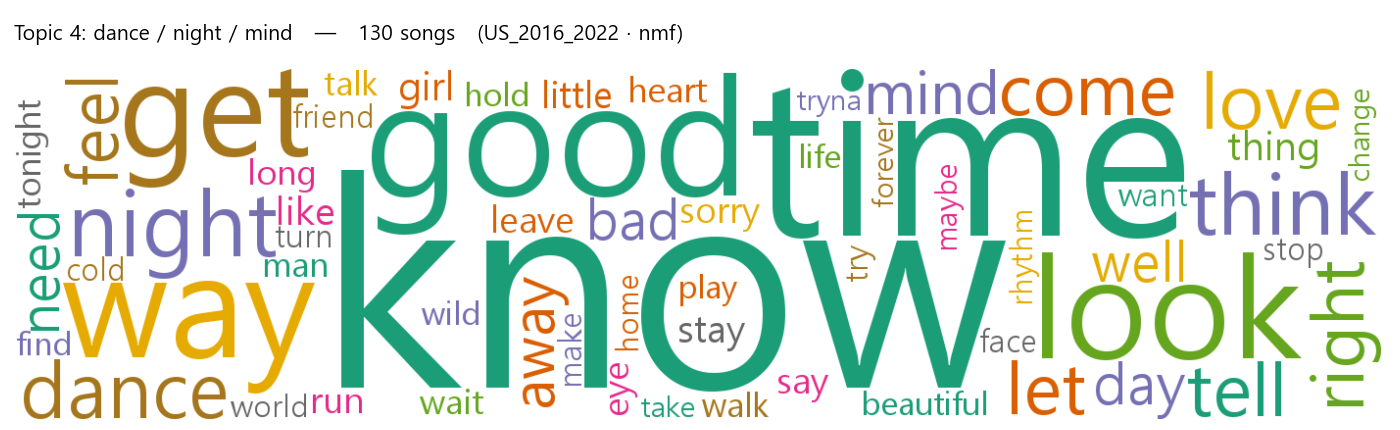 Topic 4: dance / night / mind — 130 songs (US_2016_2022 · nmf)
tonight feel get talk friend girl hold little heart tryna mind come love change
good time life forever thing
long like turn night leave bad sorry maybe want think
need cold man know try rhythm well stop
way wild away make home play stay look right
find face
dance world run wait eye take walk say beautiful let day tell